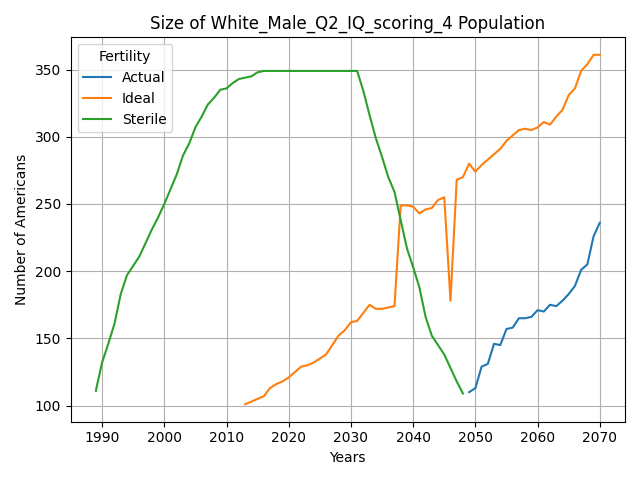 Size of White_Male_Q2_IQ_scoring_4 Population
Number of Americans
350
300
250
200
150
100
Fertility
Actual
Ideal
Sterile
1990 2000 2010 2020 2030 2040 2050 2060 2070
Years